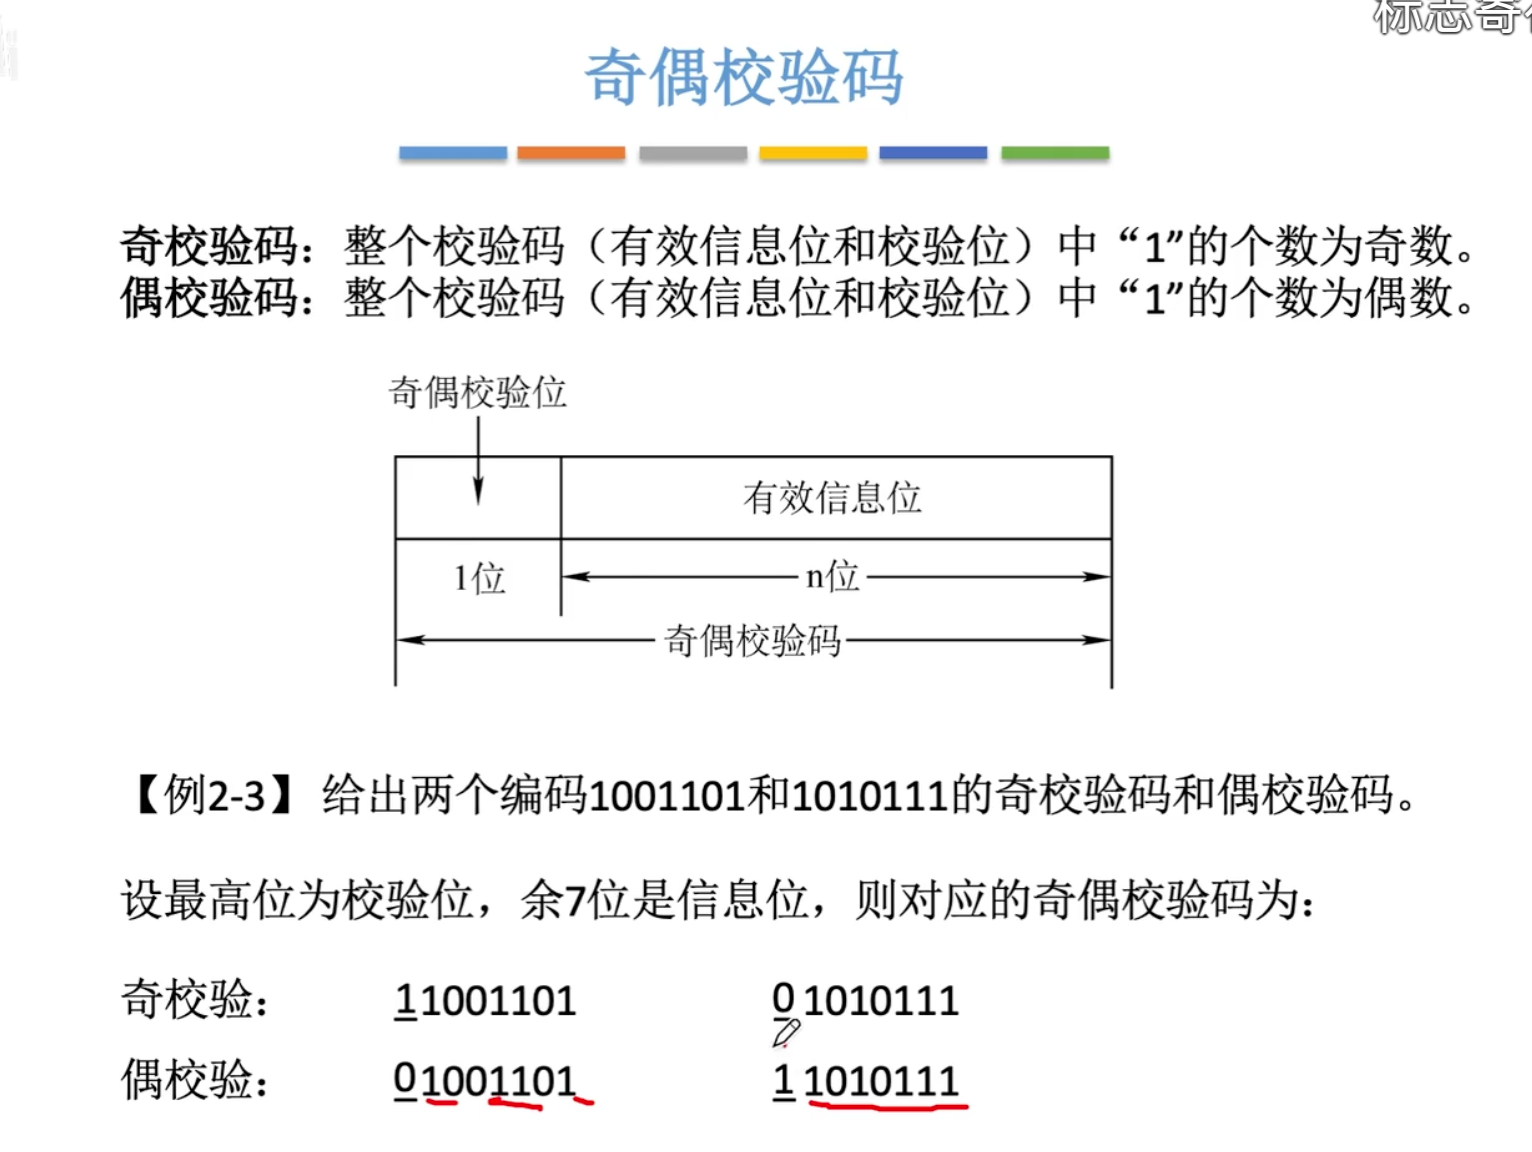 标志奇
奇偶校验码
奇校验码：整个校验码（有效信息位和校验位）中“1”的个数为奇数。
偶校验码：整个校验码（有效信息位和校验位）中“1”的个数为偶数。
奇偶校验位
有效信息位
1位
n位
奇偶校验码
【例2-3】 给出两个编码1001101和1010111的奇校验码和偶校验码。
设最高位为校验位，余7位是信息位，则对应的奇偶校验码为：
奇校验： 11001101 0 1010111
偶校验： 01001101 1 1010111